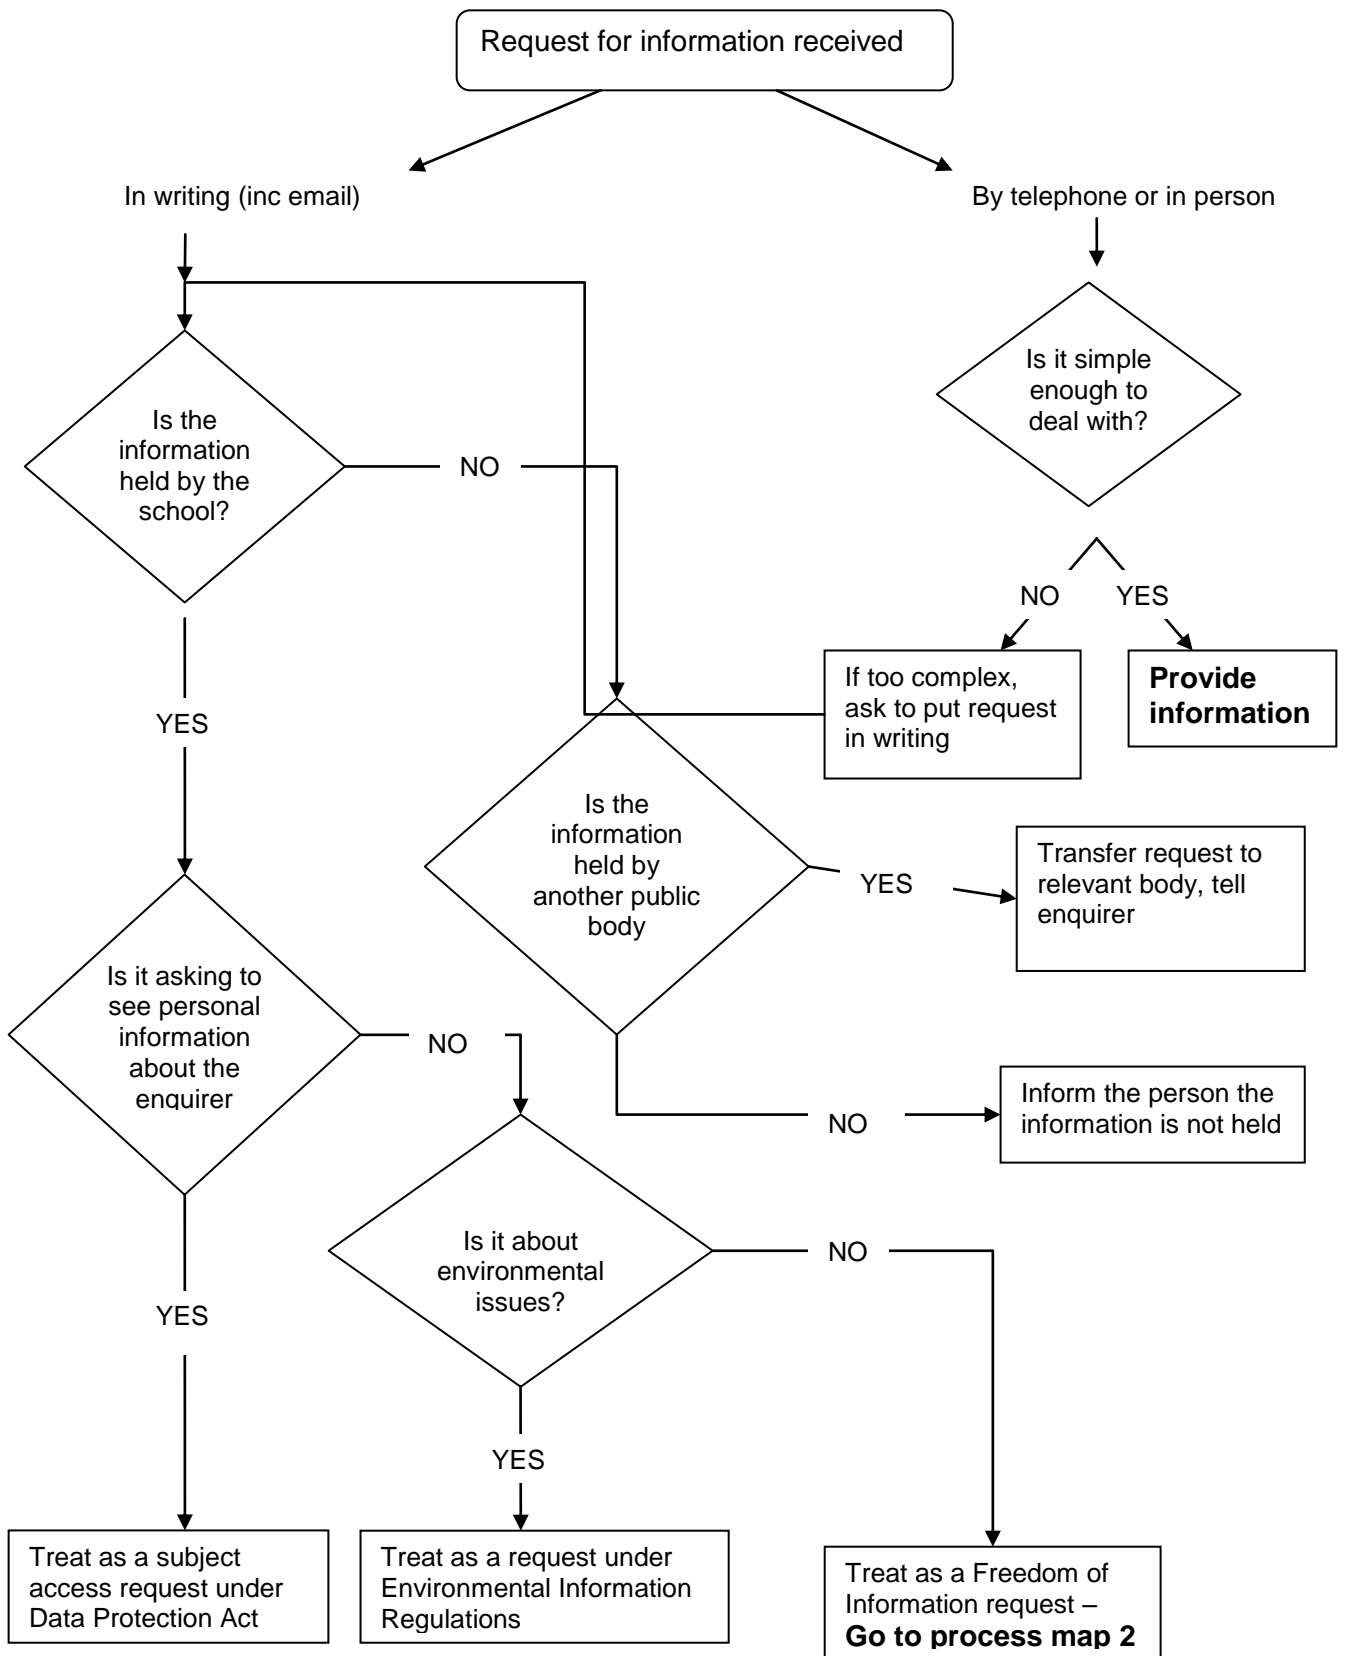 Request for information received
In writing (inc email)
By telephone or in person
Is it simple
enough to
deal with?
Is the
information
held by the
school?
NO
NO
YES
If too complex,
ask to put request
in writing
Provide
information
YES
Is the
information
held by
another public
body
YES
Transfer request to
relevant body, tell
enquirer
Is it asking to
see personal
information
about the
enquirer
NO
NO
Inform the person the
information is not held
Is it about
environmental
issues?
NO
YES
YES
Treat as a subject
access request under
Data Protection Act
Treat as a request under
Environmental Information
Regulations
Treat as a Freedom of
Information request –
Go to process map 2